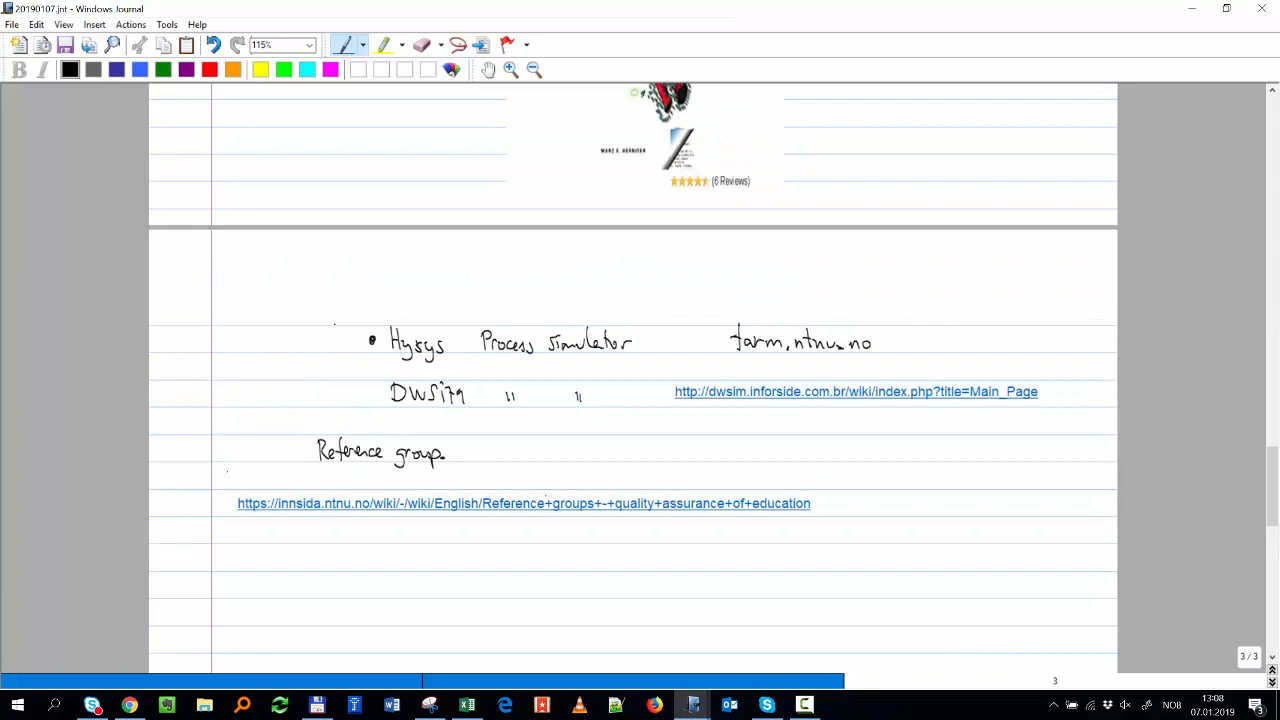 20190107.jnt - Windows Journal
File Edit View Insert Actions Tools Help
115%
B I
MARC E. HERNITER
(6 Reviews)
• Hysys Process simulator farm.ntnu.no
DWSim " " http://dwsim.inforside.com.br/wiki/index.php?title=Main_Page
Reference group.
https://innsida.ntnu.no/wiki/-/wiki/English/Reference+groups+-+quality+assurance+of+education
3 / 3
3
NOB
13:08
07.01.2019